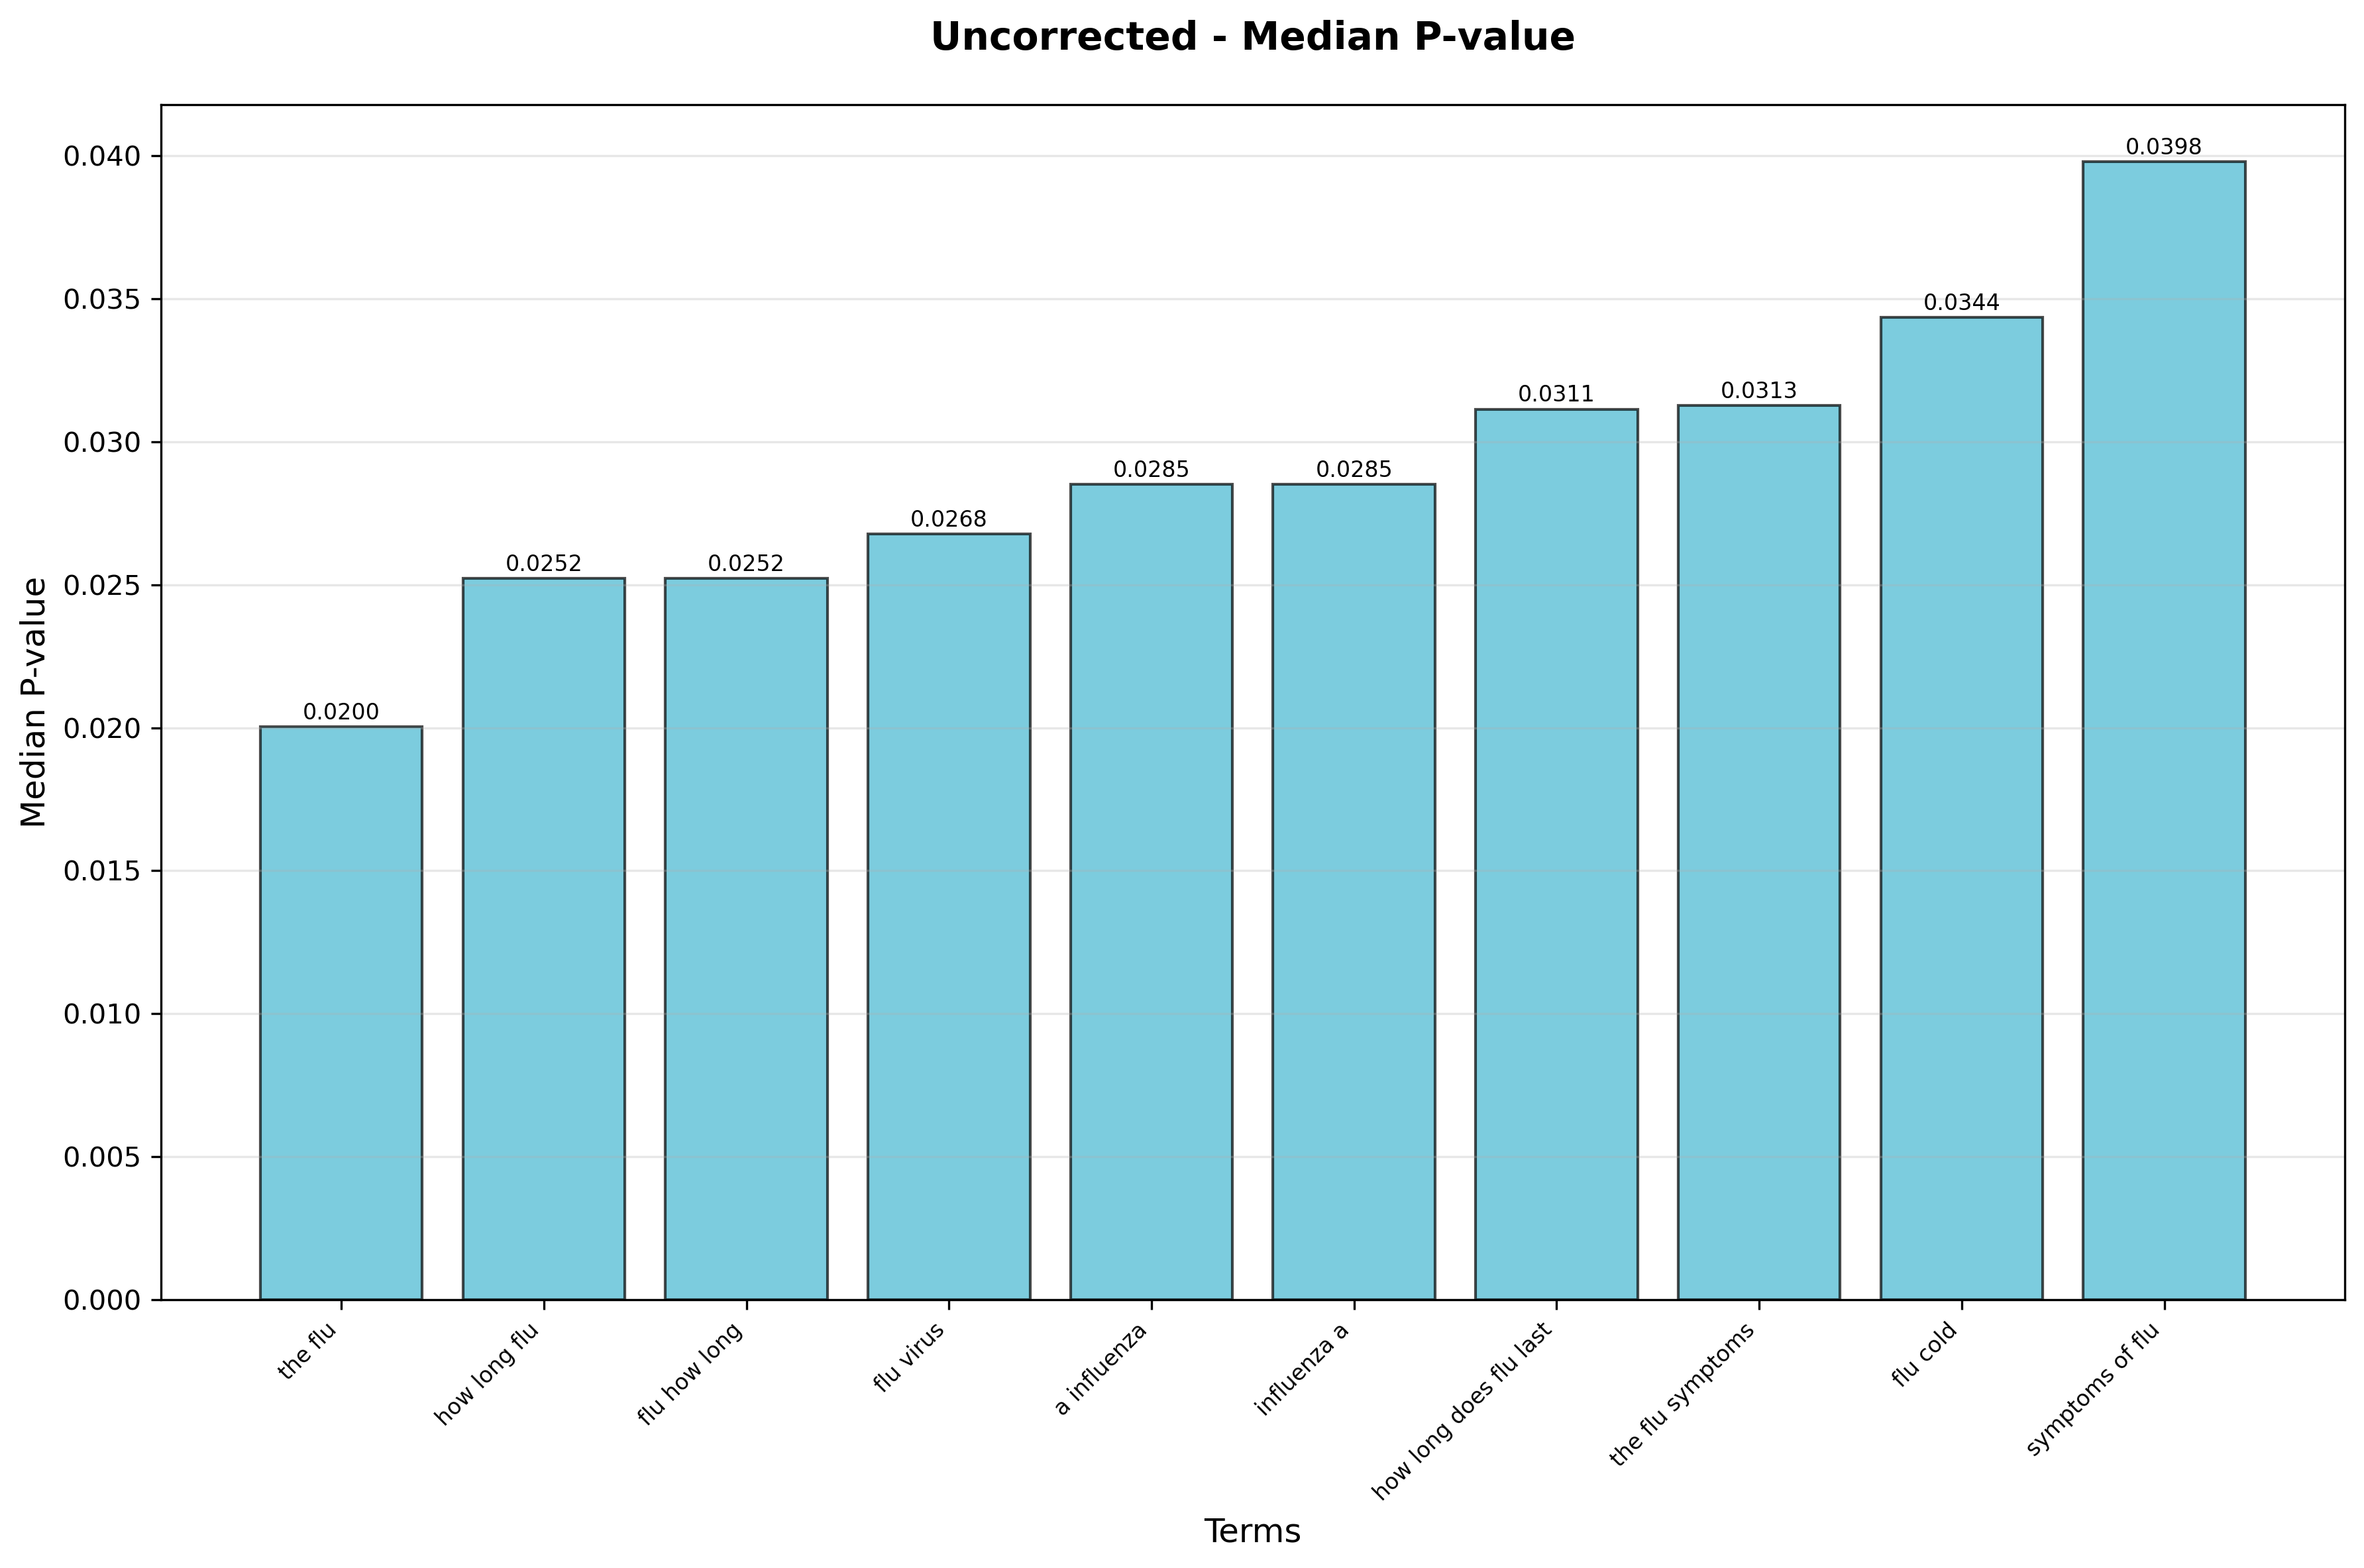 Uncorrected - Median P-value
Median P-value
0.040
0.035
0.030
0.025
0.020
0.015
0.010
0.005
0.000
0.0200
0.0252
0.0252
0.0268
0.0285
0.0285
0.0311
0.0313
0.0344
0.0398
the flu
how long flu
flu how long
flu virus
a influenza
influenza a
how long does flu last
the flu symptoms
flu cold
symptoms of flu
Terms